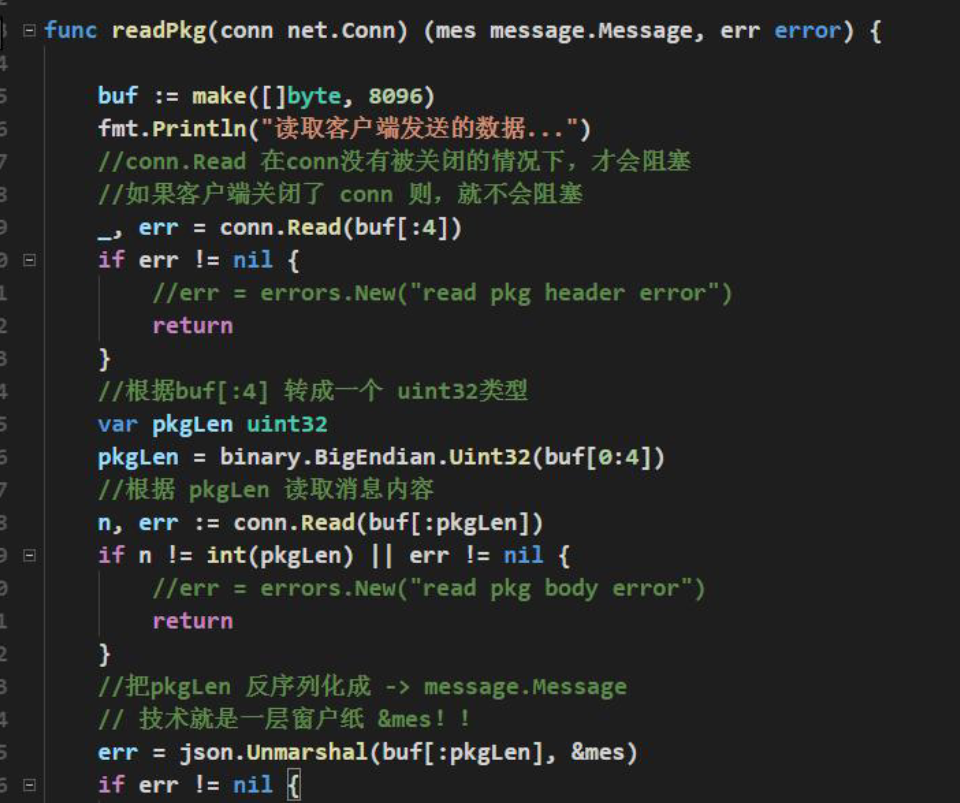 func readPkg(conn net.Conn) (mes message.Message, err error) {
buf := make([]byte, 8096)
fmt.Println("读取客户端发送的数据...")
//conn.Read 在conn没有被关闭的情况下，才会阻塞
//如果客户端关闭了 conn 则，就不会阻塞
_, err = conn.Read(buf[:4])
if err != nil {
//err = errors.New("read pkg header error")
return
}
//根据buf[:4] 转成一个 uint32类型
var pkgLen uint32
pkgLen = binary.BigEndian.Uint32(buf[0:4])
//根据 pkgLen 读取消息内容
n, err := conn.Read(buf[:pkgLen])
if n != int(pkgLen) || err != nil {
//err = errors.New("read pkg body error")
return
}
//把pkgLen 反序列化成 -> message.Message
// 技术就是一层窗户纸 &mes！！
err = json.Unmarshal(buf[:pkgLen], &mes)
if err != nil {